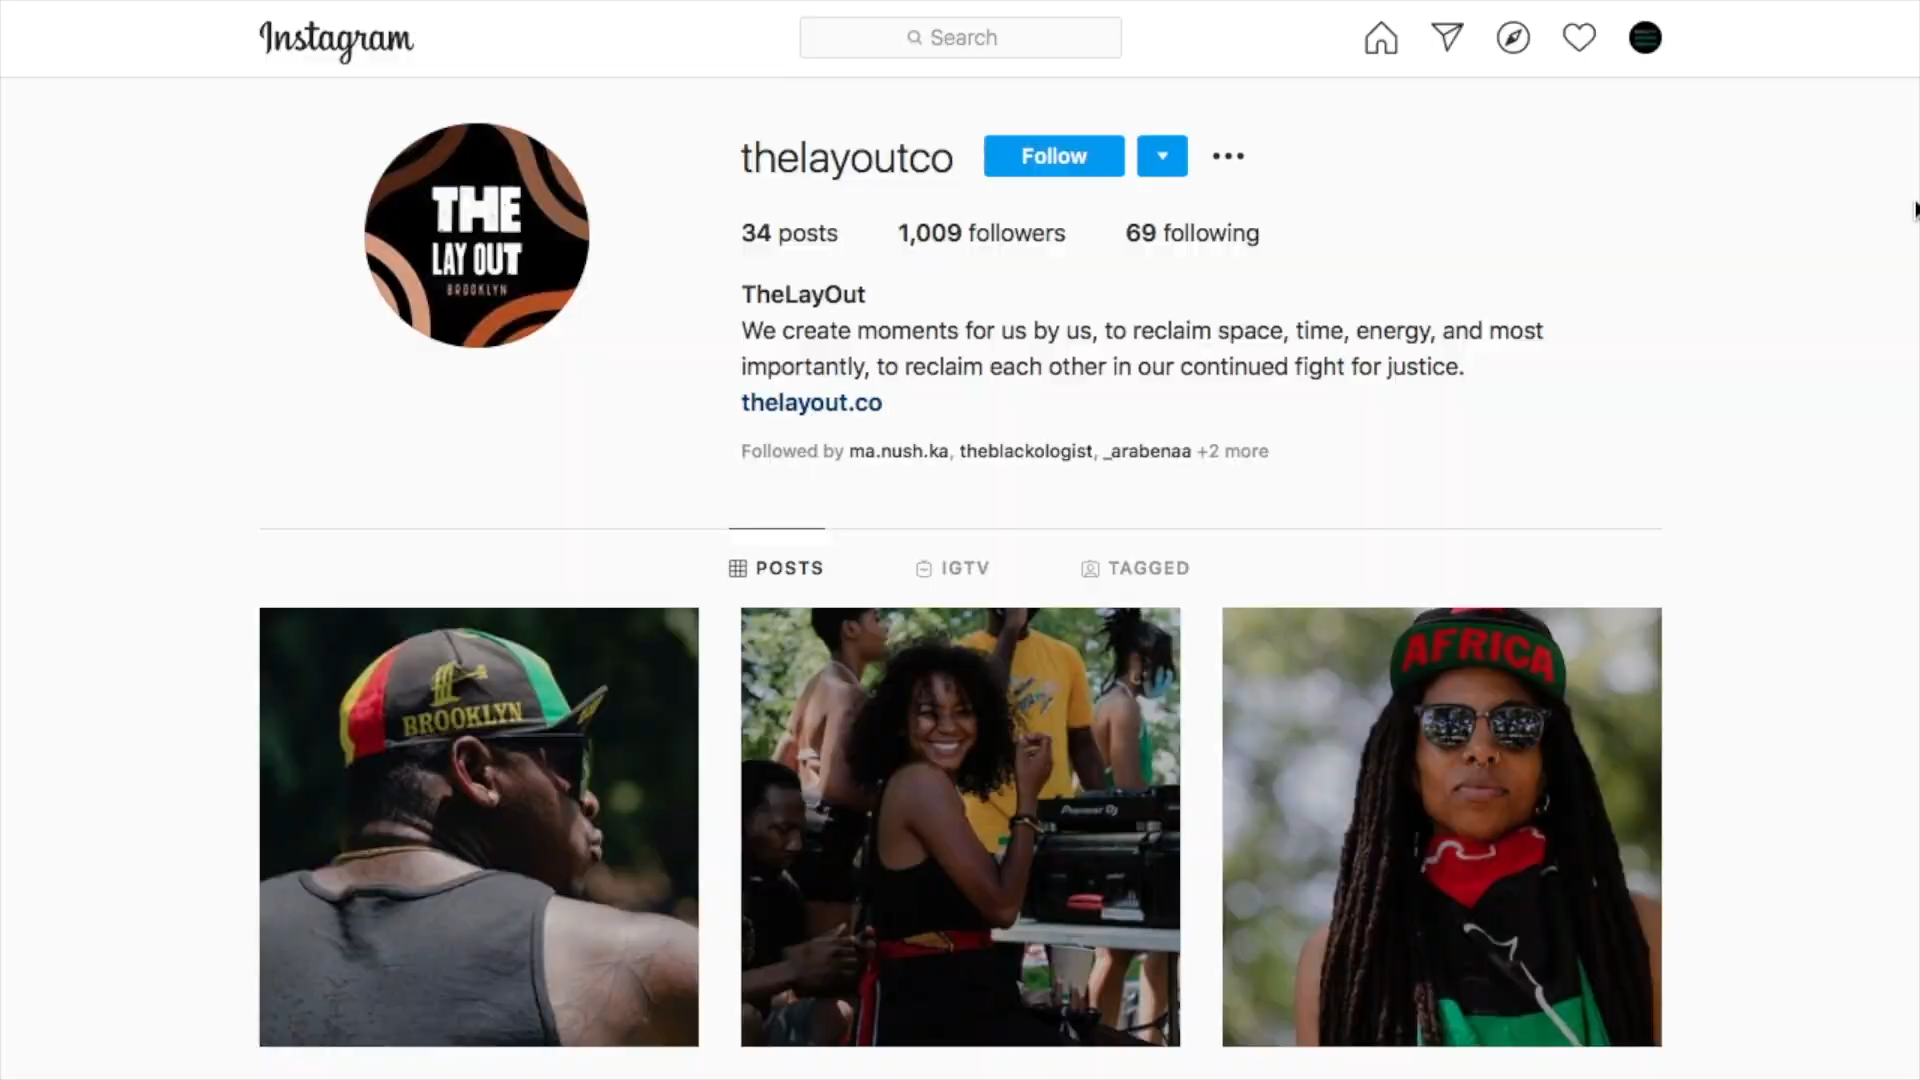 Instagram
Search
thelayoutco
Follow
34 posts
1,009 followers
69 following
THE
LAY OUT
BROOKLYN
TheLayOut
We create moments for us by us, to reclaim space, time, energy, and most
importantly, to reclaim each other in our continued fight for justice.
thelayout.co
Followed by ma.nush.ka, theblackologist, _arabenaa +2 more
POSTS
IGTV
TAGGED
BROOKLYN
Pioneer Dj
AFRICA